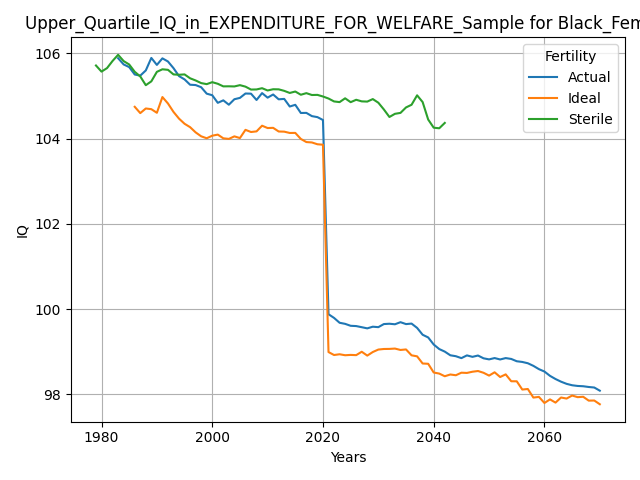 Upper_Quartile_IQ_in_EXPENDITURE_FOR_WELFARE_Sample for Black_Fem
106
104
102
100
98
IQ
1980
2000
2020
2040
2060
Years
Fertility
Actual
Ideal
Sterile